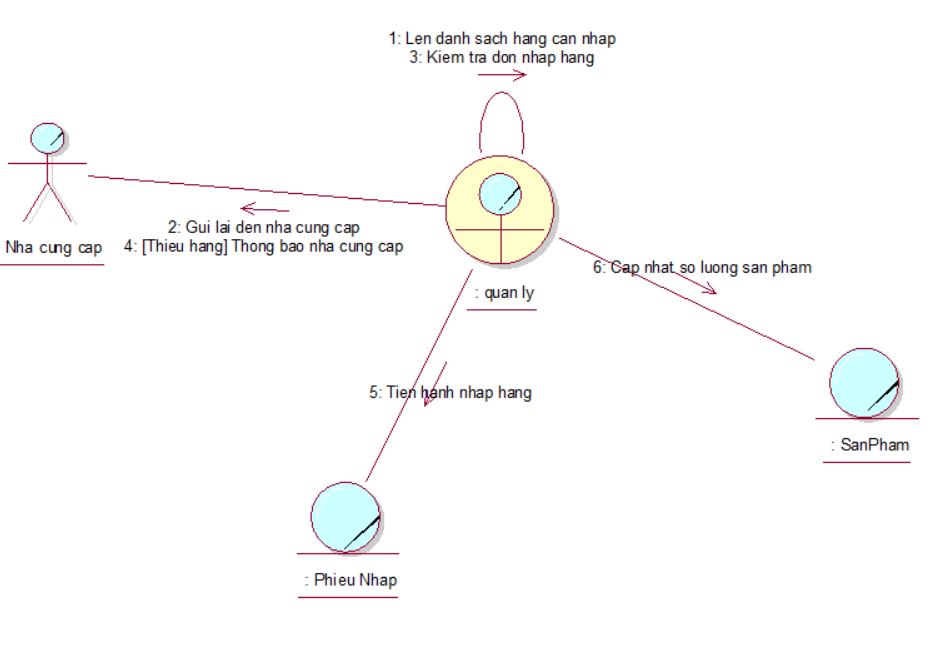 1: Len danh sach hang can nhap
3: Kiem tra don nhap hang
2: Gui lai den nha cung cap
4: [Thieu hang] Thong bao nha cung cap
Nha cung cap
: quan ly
6: Cap nhat so luong san pham
5: Tien hanh nhap hang
: SanPham
: Phieu Nhap